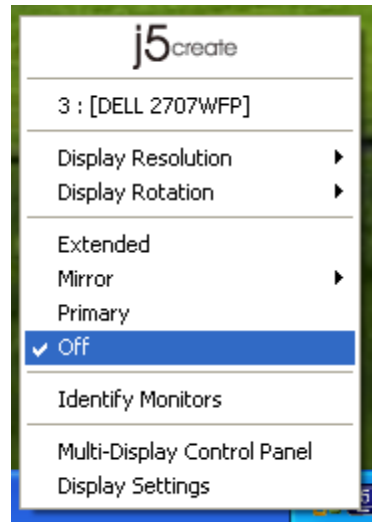 j5create
3 : [DELL 2707WFP]
Display Resolution
Display Rotation
Extended
Mirror
Primary
Off
Identify Monitors
Multi-Display Control Panel
Display Settings